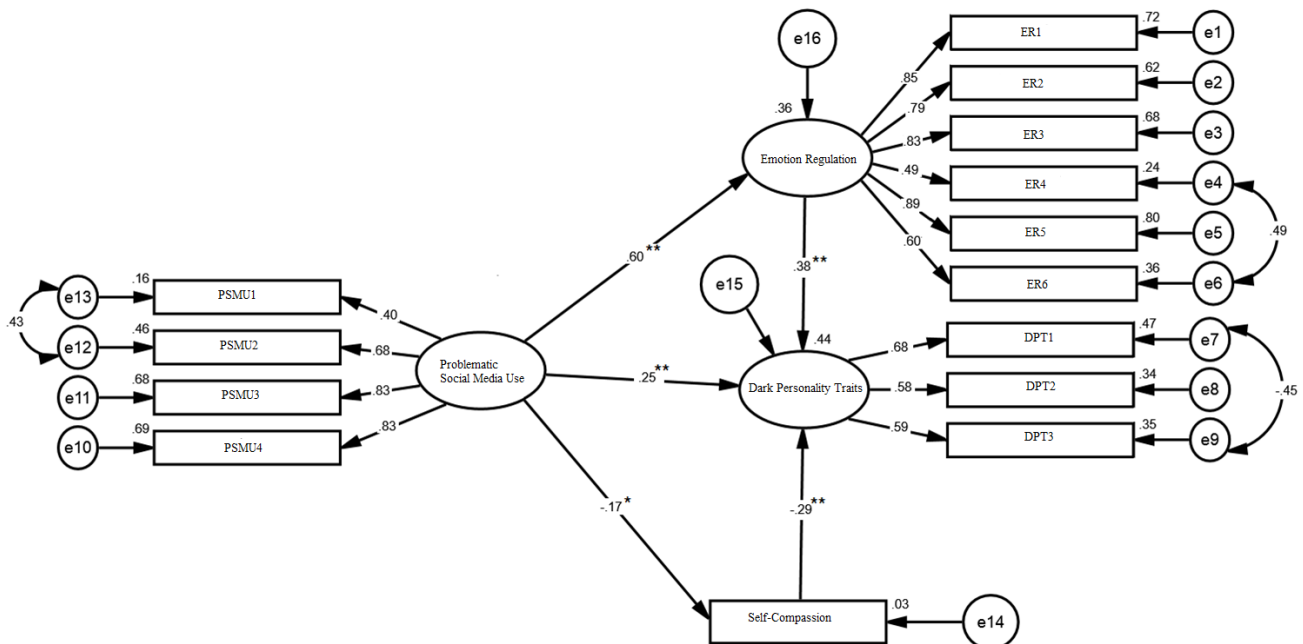 e16
.36
Emotion Regulation
.85
.79
.83
.49
.89
.60
.72
ER1
e1
.62
ER2
e2
.68
ER3
e3
.24
ER4
e4
.80
ER5
e5
.36
ER6
e6
.49
.60**
.38**
e15
.43
e13
.16
PSMU1
e12
.46
PSMU2
e11
.68
PSMU3
e10
.69
PSMU4
.40
.68
.83
.83
Problematic
Social Media Use
.25**
.44
Dark Personality Traits
.68
.58
.59
.47
DPT1
e7
.34
DPT2
e8
.35
DPT3
e9
-.45
-.17*
-.29**
Self-Compassion
.03
e14